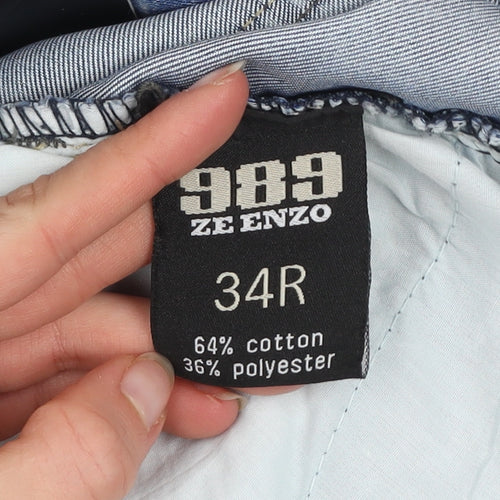 989
ZE ENZO
34R
64% cotton
36% polyester